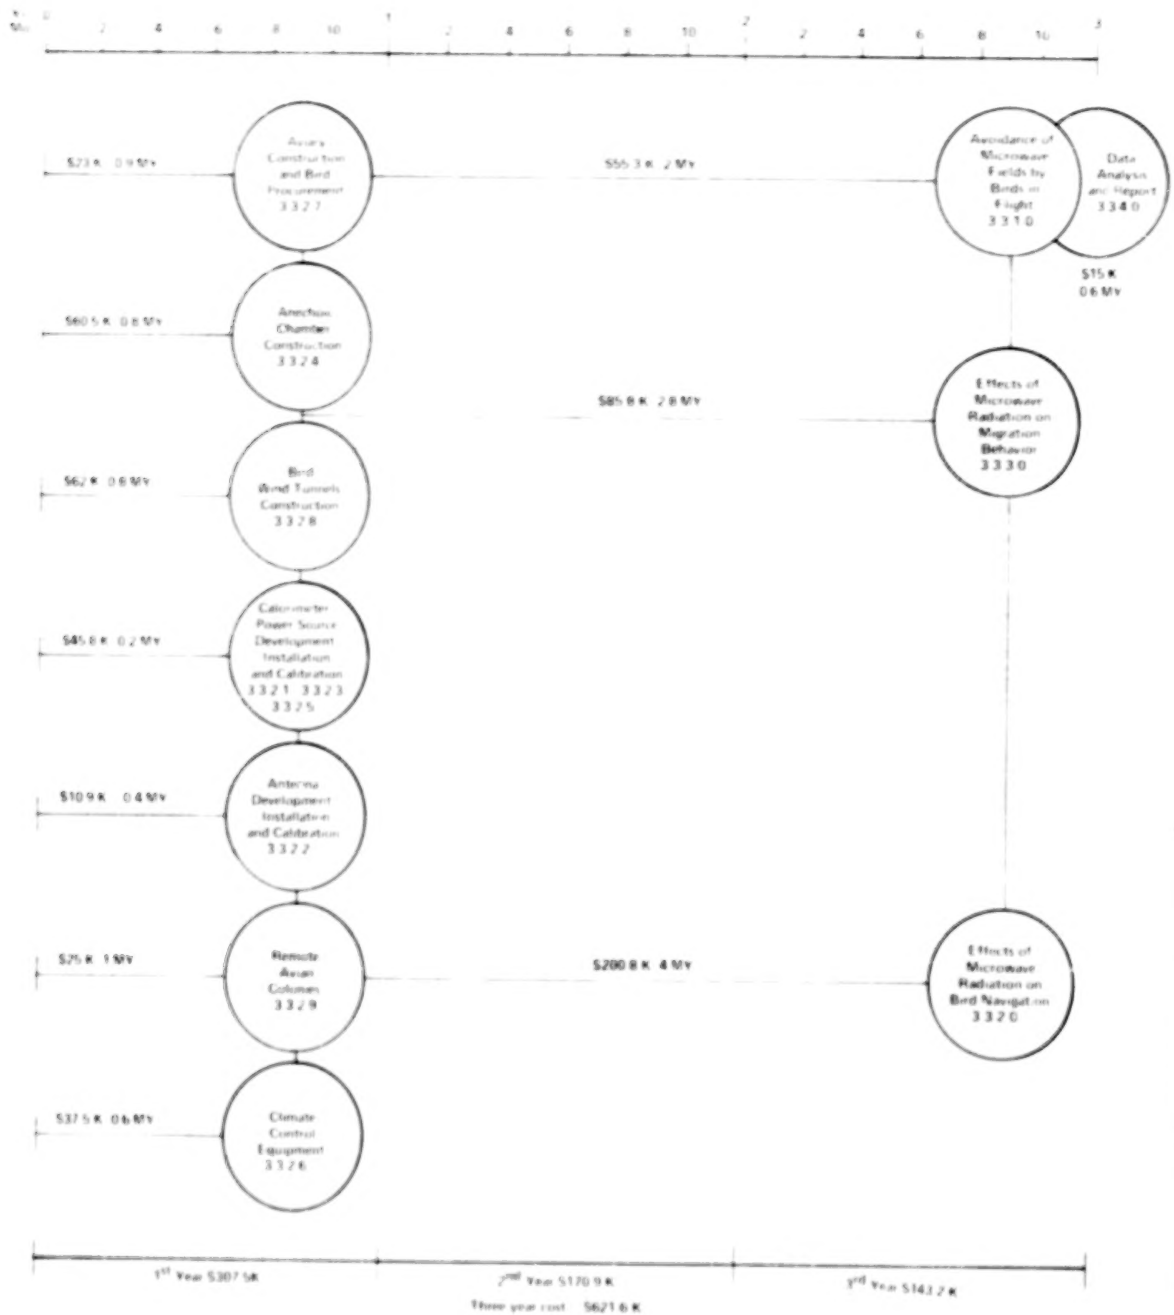 Mo
0 1 2 3
2 4 6 8 10 2 4 6 8 10 2 4 6 8 10
$23 K 0.9 MY
Aviary
Construction
and Bird
Procurement
3.3.2.7
$55.3 K 2 MY
Avoidance of
Microwave
Fields by
Birds in
Flight
3.3.1.0
Data
Analysis
and Report
3.3.4.0
$15 K
0.6 MY
$60.5 K 0.8 MY
Anechoic
Chamber
Construction
3.3.2.4
$85.8 K 2.8 MY
Effects of
Microwave
Radiation on
Migration
Behavior
3.3.3.0
$62 K 0.6 MY
Bird
Wind Tunnels
Construction
3.3.2.8
$45.8 K 0.2 MY
Calorimeter
Power Source
Development
Installation
and Calibration
3.3.2.1 3.3.2.3
3.3.2.5
$10.9 K 0.4 MY
Antenna
Development
Installation
and Calibration
3.3.2.2
$25 K 1 MY
Remote
Avian
Colonies
3.3.2.9
$200.8 K 4 MY
Effects of
Microwave
Radiation on
Bird Navigation
3.3.2.0
$37.5 K 0.6 MY
Climate
Control
Equipment
3.3.2.6
1st Year $307.5K
2nd Year $170.9 K
3rd Year $143.2 K
Three year cost $621.6 K